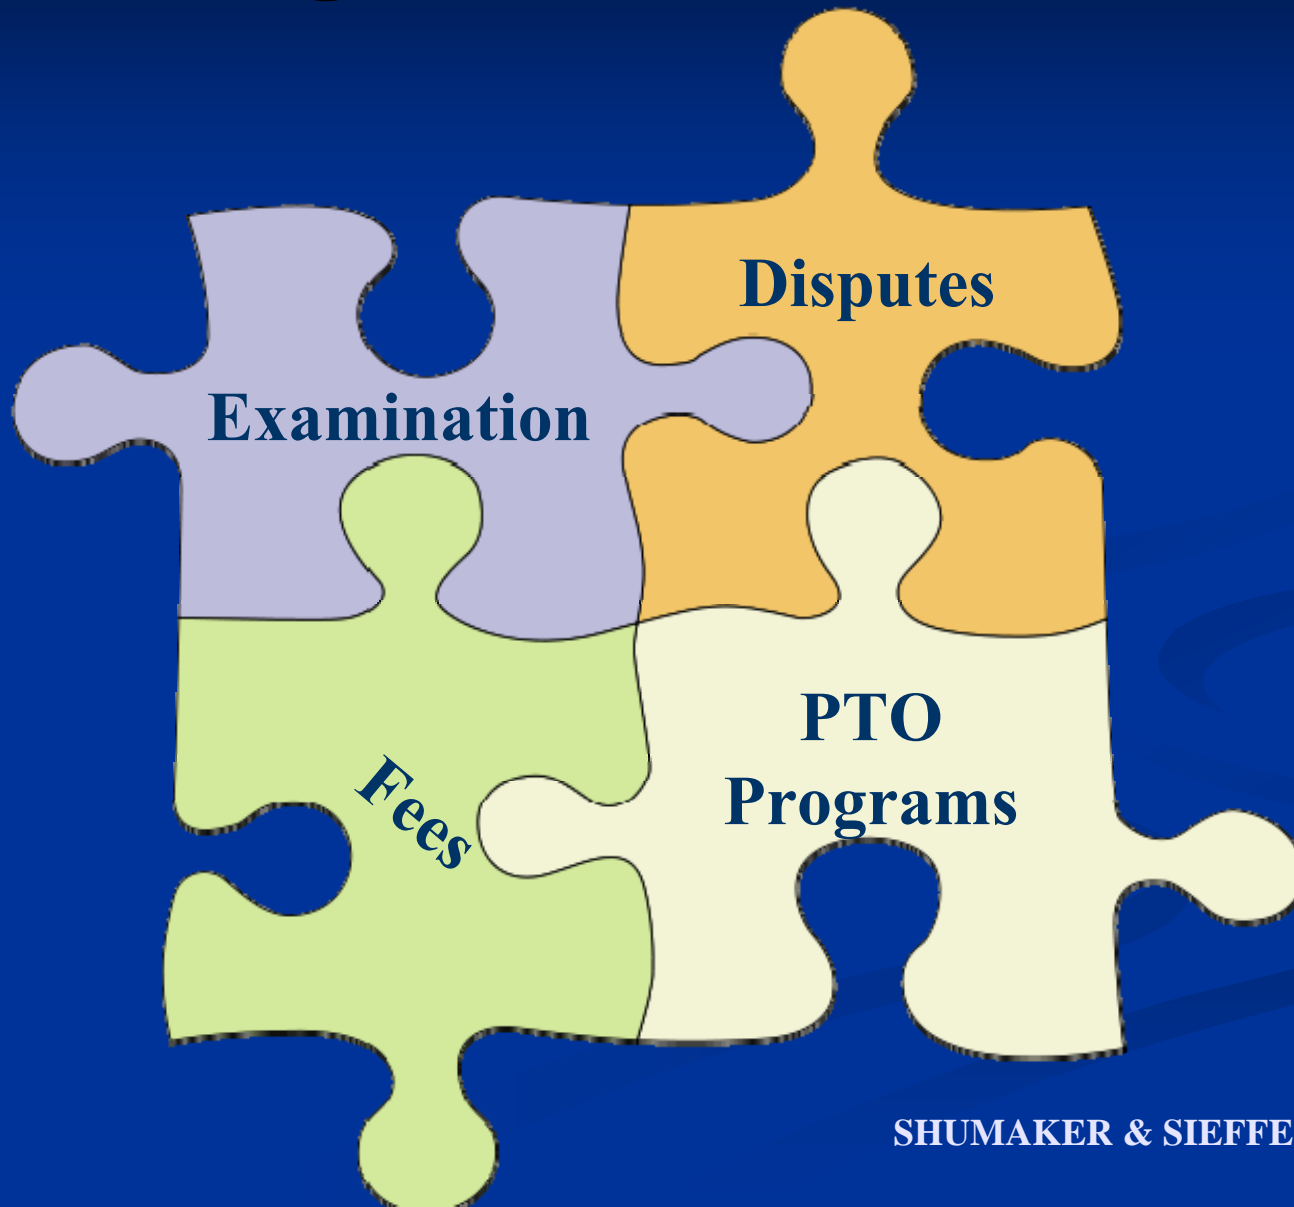 Disputes
Examination
PTO
Programs
Fees
SHUMAKER & SIEFFE